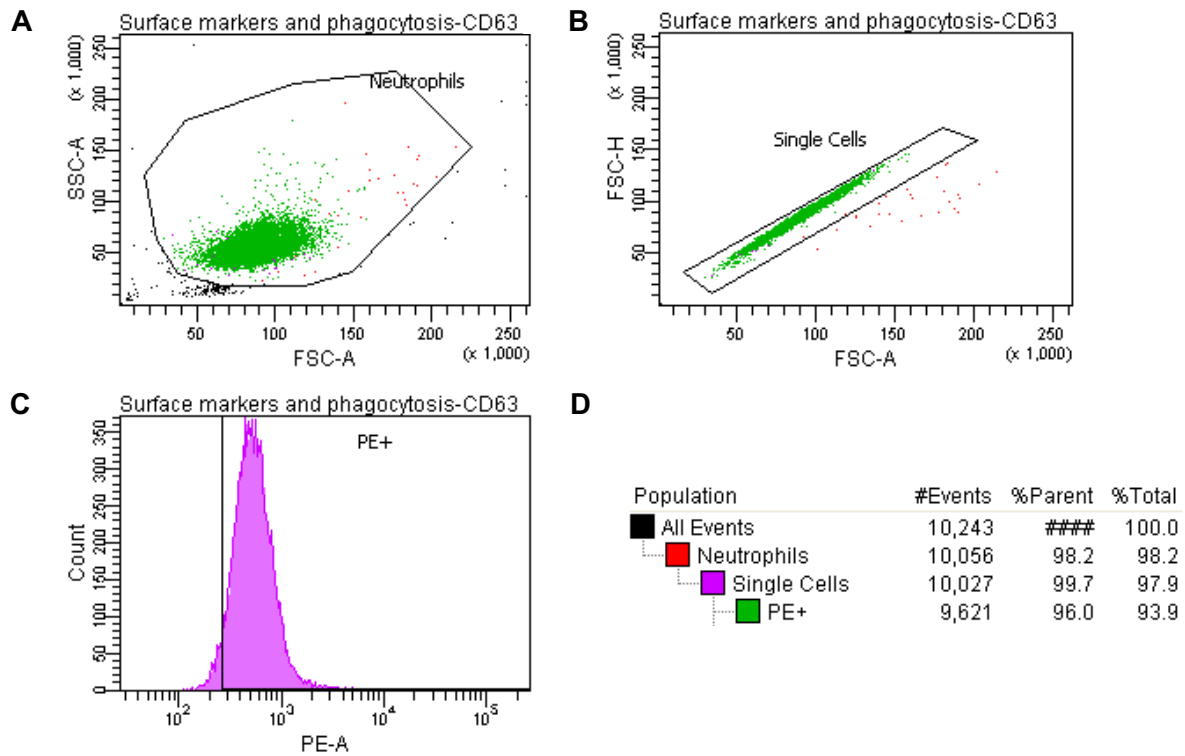 A
Surface markers and phagocytosis-CD63
(x 1,000)
250
200
150
100
50
SSC-A
Neutrophils
50 100 150 200 250
FSC-A
(x 1,000)
B
Surface markers and phagocytosis-CD63
(x 1,000)
250
200
150
100
50
FSC-H
Single Cells
50 100 150 200 250
FSC-A
(x 1,000)
C
Surface markers and phagocytosis-CD63
350
300
250
200
150
100
50
0
Count
PE+
10² 10³ 10⁴ 10⁵
PE-A
D
Population #Events %Parent %Total
All Events 10,243 #### 100.0
Neutrophils 10,056 98.2 98.2
Single Cells 10,027 99.7 97.9
PE+ 9,621 96.0 93.9